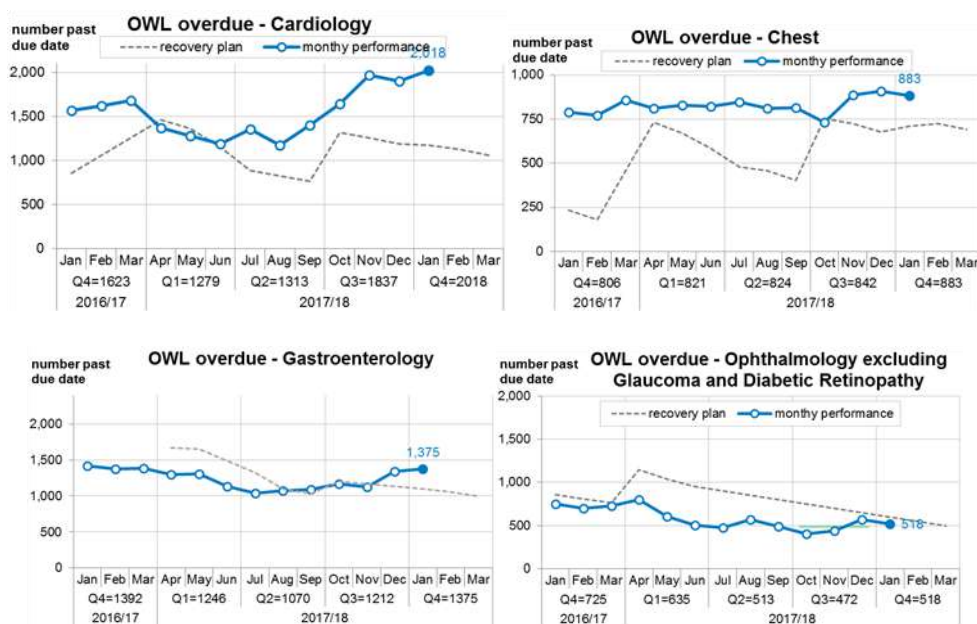 OWL overdue - Cardiology
number past
due date
recovery plan monthy performance
2,018
2,000
1,500
1,000
500
0
Jan Feb Mar Apr May Jun Jul Aug Sep Oct Nov Dec Jan Feb Mar
Q4=1623 Q1=1279 Q2=1313 Q3=1837 Q4=2018
2016/17 2017/18
OWL overdue - Chest
number past
due date
recovery plan monthy performance
1,000
883
750
500
250
0
Jan Feb Mar Apr May Jun Jul Aug Sep Oct Nov Dec Jan Feb Mar
Q4=806 Q1=821 Q2=824 Q3=842 Q4=883
2016/17 2017/18
OWL overdue - Gastroenterology
number past
due date
2,000
1,500
1,375
1,000
500
0
Jan Feb Mar Apr May Jun Jul Aug Sep Oct Nov Dec Jan Feb Mar
Q4=1392 Q1=1246 Q2=1070 Q3=1212 Q4=1375
2016/17 2017/18
OWL overdue - Ophthalmology excluding
Glaucoma and Diabetic Retinopathy
number past
due date
2,000
recovery plan monthy performance
1,500
1,000
500
518
0
Jan Feb Mar Apr May Jun Jul Aug Sep Oct Nov Dec Jan Feb Mar
Q4=725 Q1=635 Q2=513 Q3=472 Q4=518
2016/17 2017/18